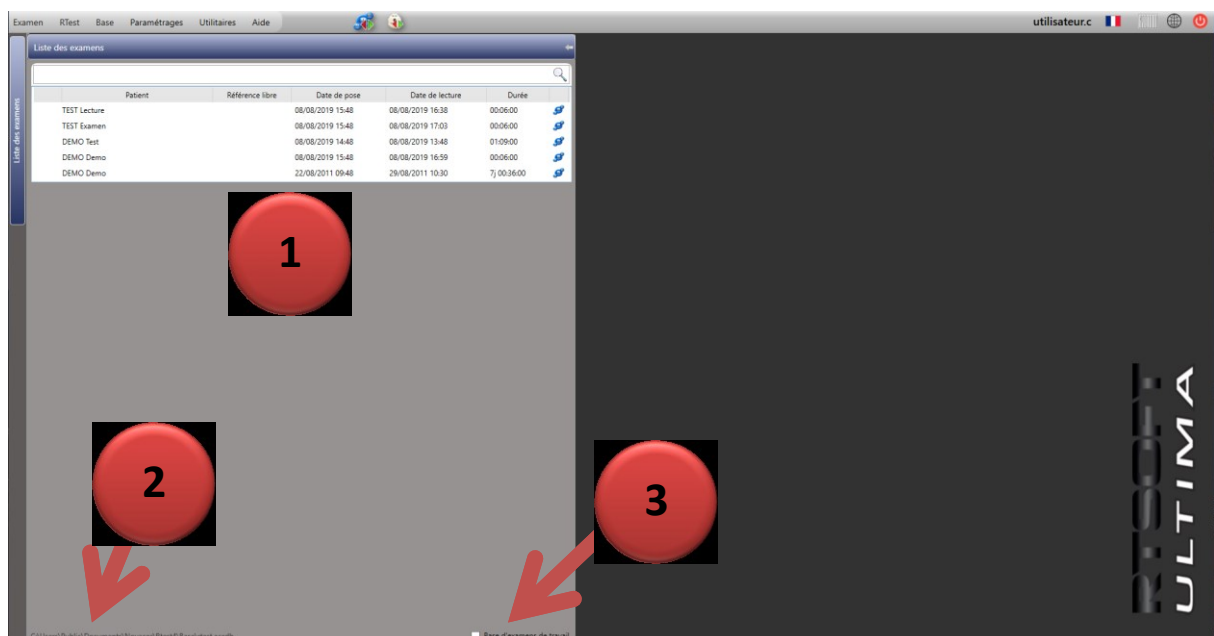 Examen RTest Base Paramétrages Utilitaires Aide utilisateur.c
Liste des examens
Liste des examens
Patient Référence libre Date de pose Date de lecture Durée
TEST Lecture 08/08/2019 15:48 08/08/2019 16:38 00:06:00
TEST Examen 08/08/2019 15:48 08/08/2019 17:03 00:06:00
DEMO Test 08/08/2019 14:48 08/08/2019 13:48 01:09:00
DEMO Demo 08/08/2019 15:48 08/08/2019 16:59 00:06:00
DEMO Demo 22/08/2011 09:48 29/08/2011 10:30 7j 00:36:00
1
2
3
RTSOFT
ULTIMA
Base d'examens de travail